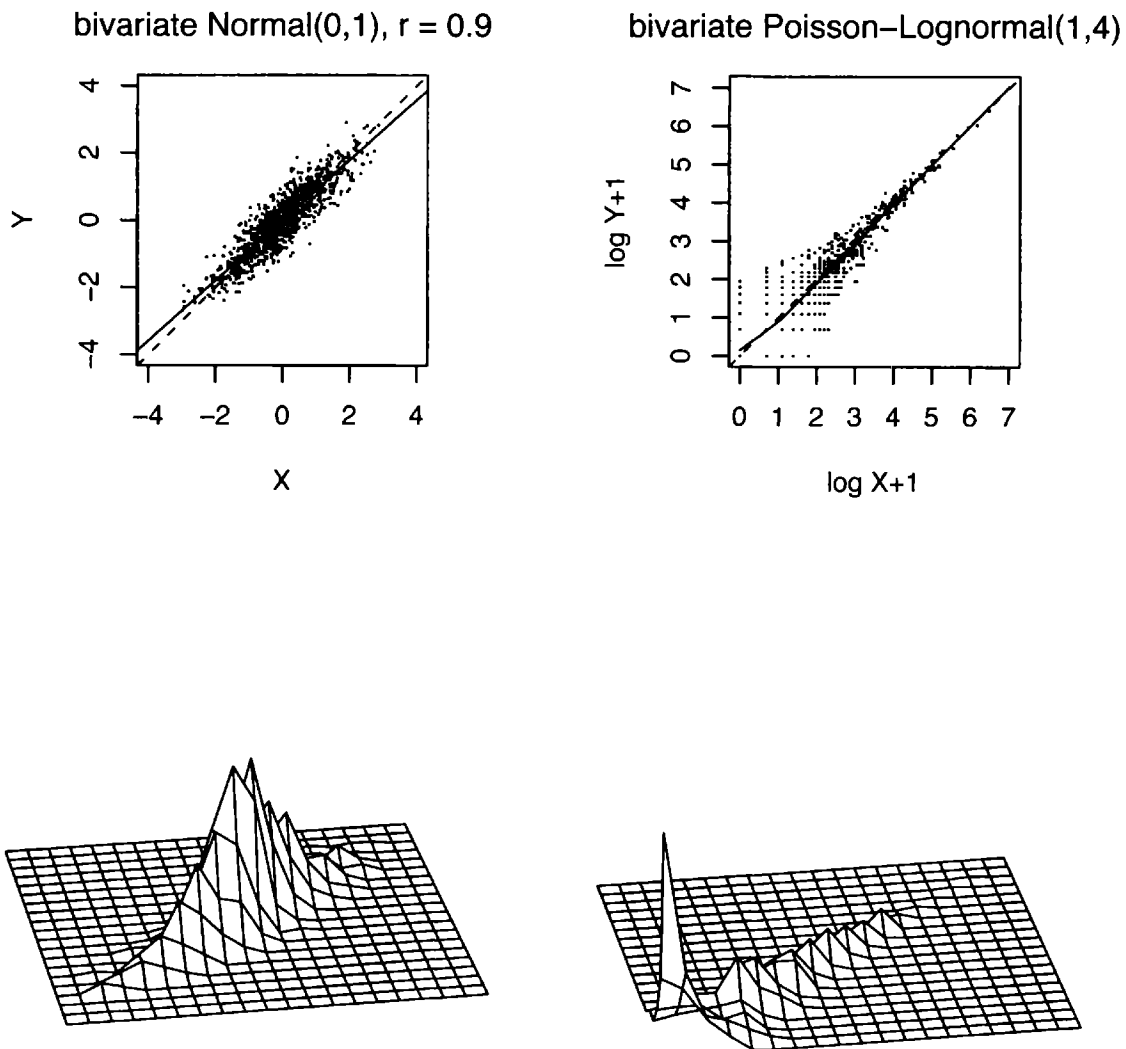 bivariate Normal(0,1), r = 0.9
4
2
0
−2
−4
Y
−4 −2 0 2 4
X
bivariate Poisson−Lognormal(1,4)
7
6
5
4
3
2
1
0
log Y+1
0 1 2 3 4 5 6 7
log X+1